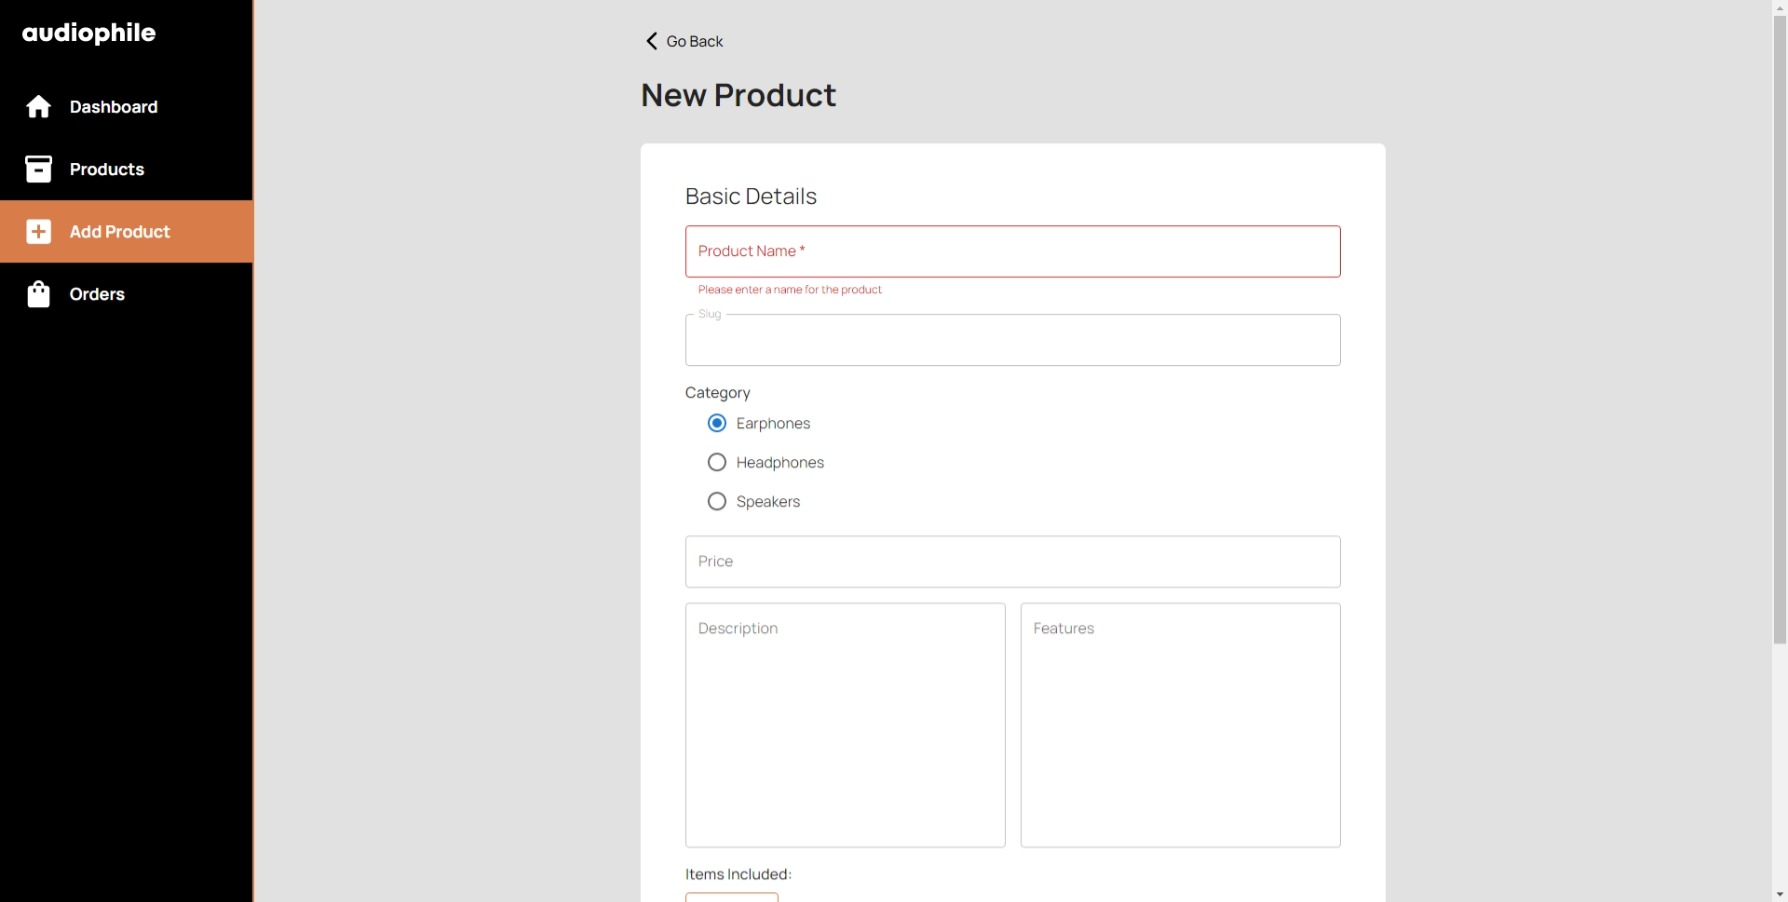 audiophile
Dashboard
Products
Add Product
Orders
Go Back
New Product
Basic Details
Product Name *
Please enter a name for the product
Slug
Category
Earphones
Headphones
Speakers
Price
Description
Features
Items Included: